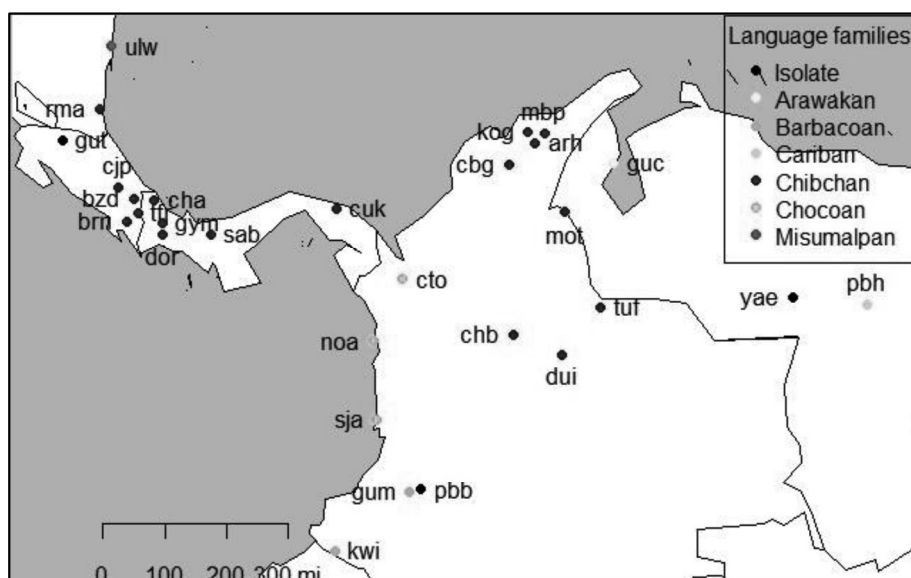 Language families
Isolate
Arawakan
Barbacoan
Cariban
Chibchan
Chocoan
Misumalpan
ulw
rma
gut
cjp
bzd
cha
brn
gym
dor
sab
cuk
mbp
kog
arh
cbg
guc
mot
cto
yae
pbh
tuf
noa
chb
dui
sja
gum
pbb
kwi
0 100 200 300 mi